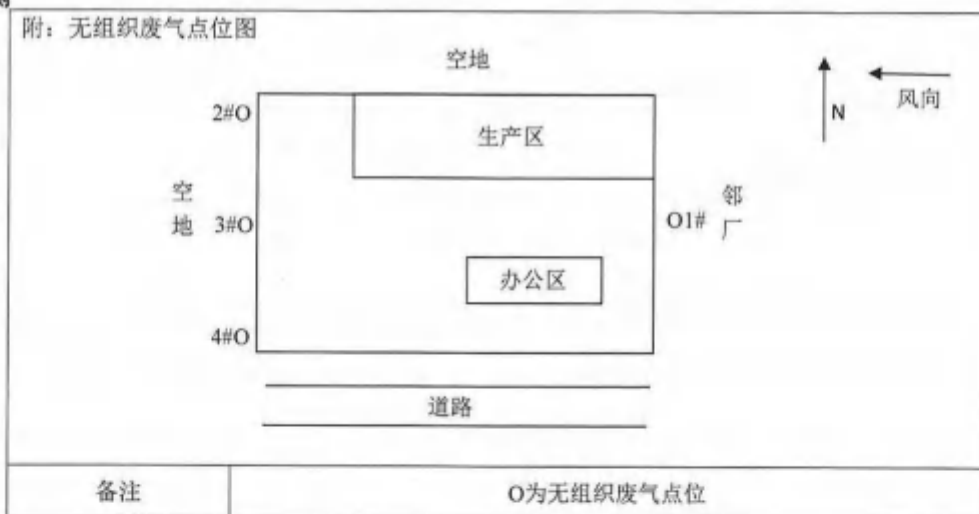 附：无组织废气点位图
空地
N
风向
2#O
生产区
空地
3#O
O1#
邻厂
办公区
4#O
道路
备注
O为无组织废气点位